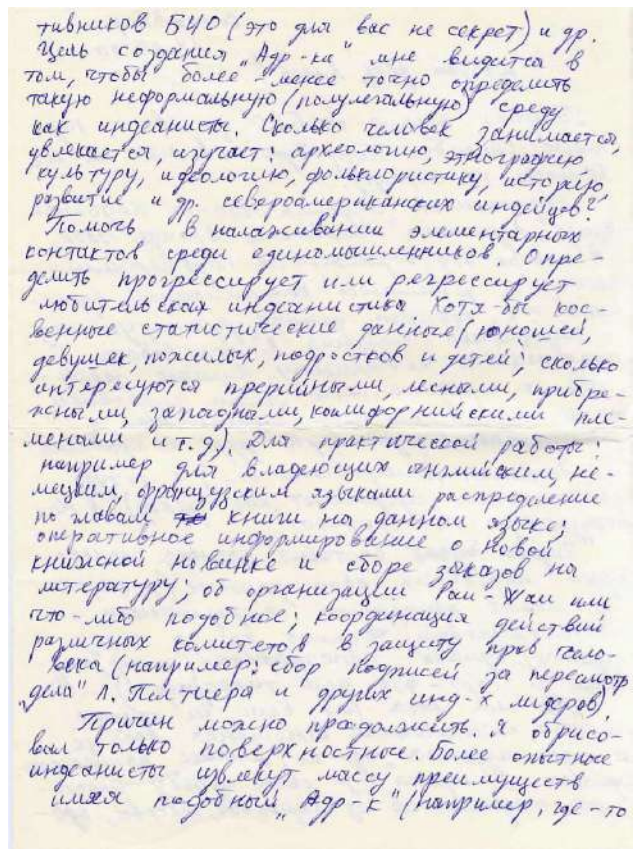 тивников БЧО (это для вас не секрет) и др.
Цель создания „Адр-ка" мне видится в
том, чтобы более-менее точно определить
такую неформальную (полулегальную) среду
как индеанисты. Сколько человек занимается,
увлекается, изучает: археологию, этнографию
культуру, идеологию, фольклористику, историю,
развитие и др. североамериканских индейцев?
Помочь в налаживании элементарных
контактов среди единомышленников. Опре-
делить прогрессирует или регрессирует
любительская индеанистика. Хотя-бы кос-
венные статистические данные (юношей,
девушек, пожилых, подростков и детей; сколько
интересуются прерийными, лесными, прибре-
жными, западными, калифорнийскими пле-
менами и т.д.). Для практической работы:
например для владеющих английским, не-
мецким, французским языками распределение
по главам книги на данном языке;
оперативное информирование о новой
книжной новинке и сборе заказов на
литературу; об организации Пау-Вау или
что-либо подобное; координация действий
различных комитетов в защиту прав чело-
века (например: сбор подписей за пересмотр
„дела" Л. Пелтиера и других инд-х лидеров).
Причин можно продолжить. Я обрисо-
вал только поверхностные. Более опытные
индеанисты извлекут массу преимуществ
имея подобный „Адр-к" (например, где-то